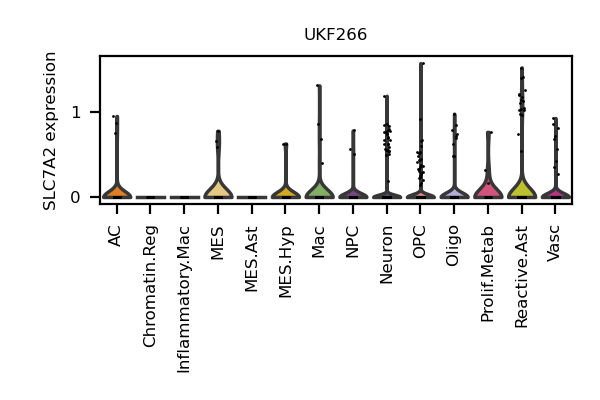 UKF266
SLC7A2 expression
1
0
AC
Chromatin.Reg
Inflammatory.Mac
MES
MES.Ast
MES.Hyp
Mac
NPC
Neuron
OPC
Oligo
Prolif.Metab
Reactive.Ast
Vasc